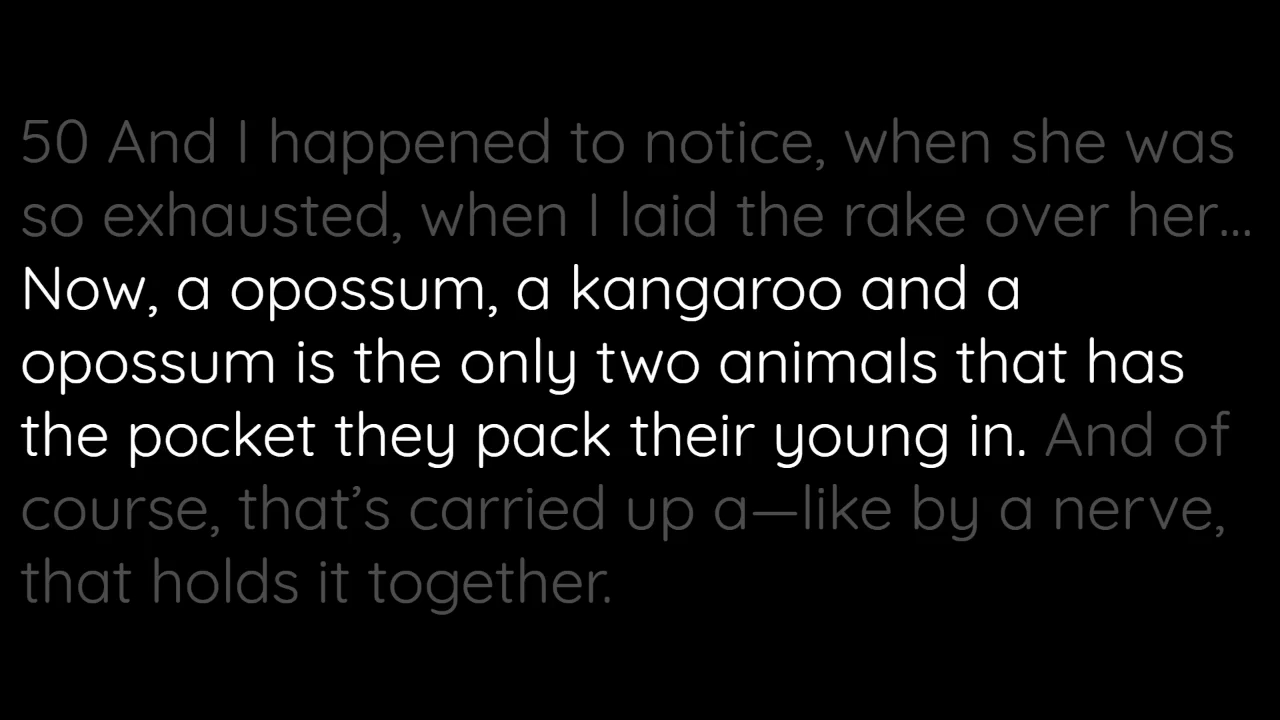 50 And I happened to notice, when she was
so exhausted, when I laid the rake over her...
Now, a opossum, a kangaroo and a
opossum is the only two animals that has
the pocket they pack their young in. And of
course, that’s carried up a—like by a nerve,
that holds it together.